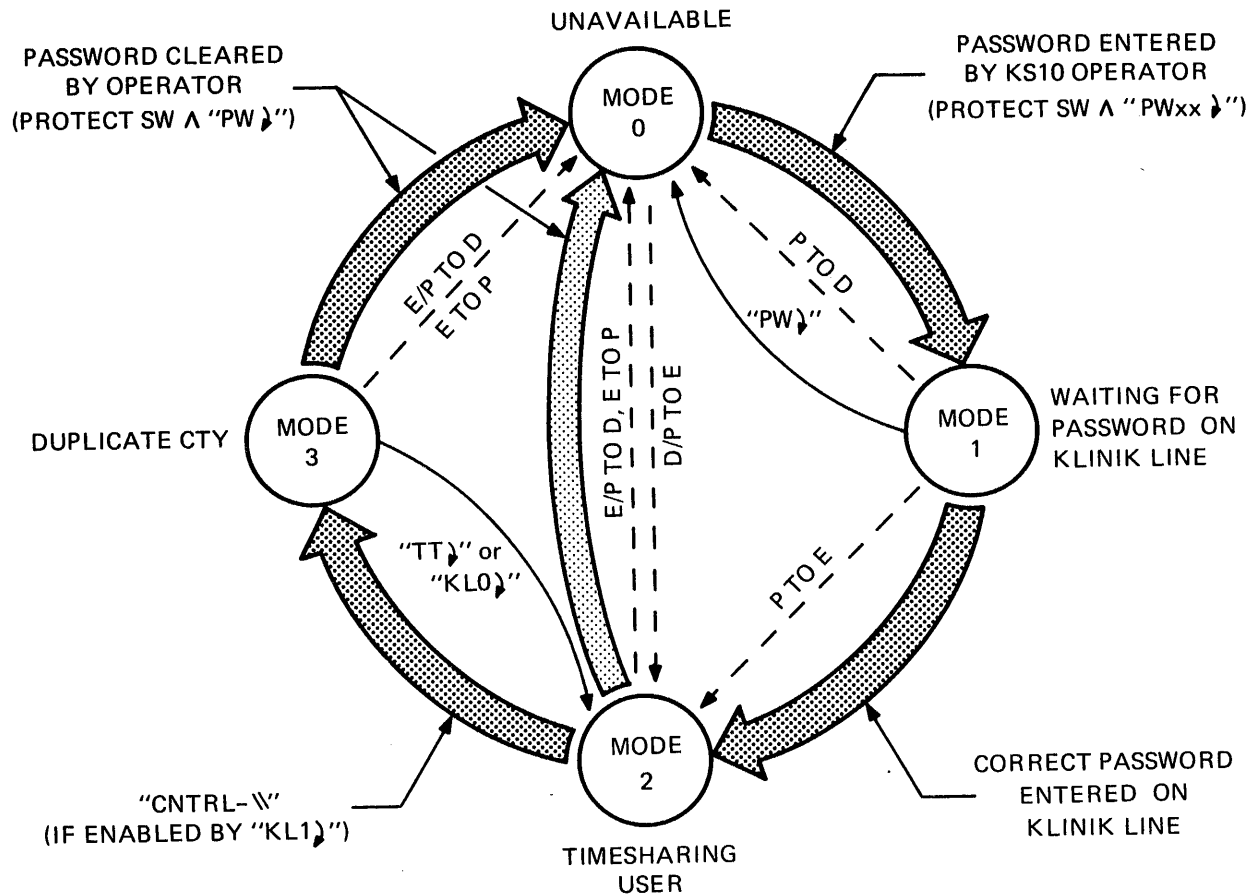 UNAVAILABLE
PASSWORD CLEARED
BY OPERATOR
(PROTECT SW Λ “PW⤸”)
PASSWORD ENTERED
BY KS10 OPERATOR
(PROTECT SW Λ “PWxx⤸”)
MODE
0
E/P TO D
E TO P
P TO D
“PW⤸”
E/P TO D, E TO P
D/P TO E
DUPLICATE CTY
MODE
3
MODE
1
WAITING FOR
PASSWORD ON
KLINIK LINE
“TT⤸” or
“KL0⤸”
P TO E
MODE
2
“CNTRL-\\”
(IF ENABLED BY “KL1⤸”)
CORRECT PASSWORD
ENTERED ON
KLINIK LINE
TIMESHARING
USER